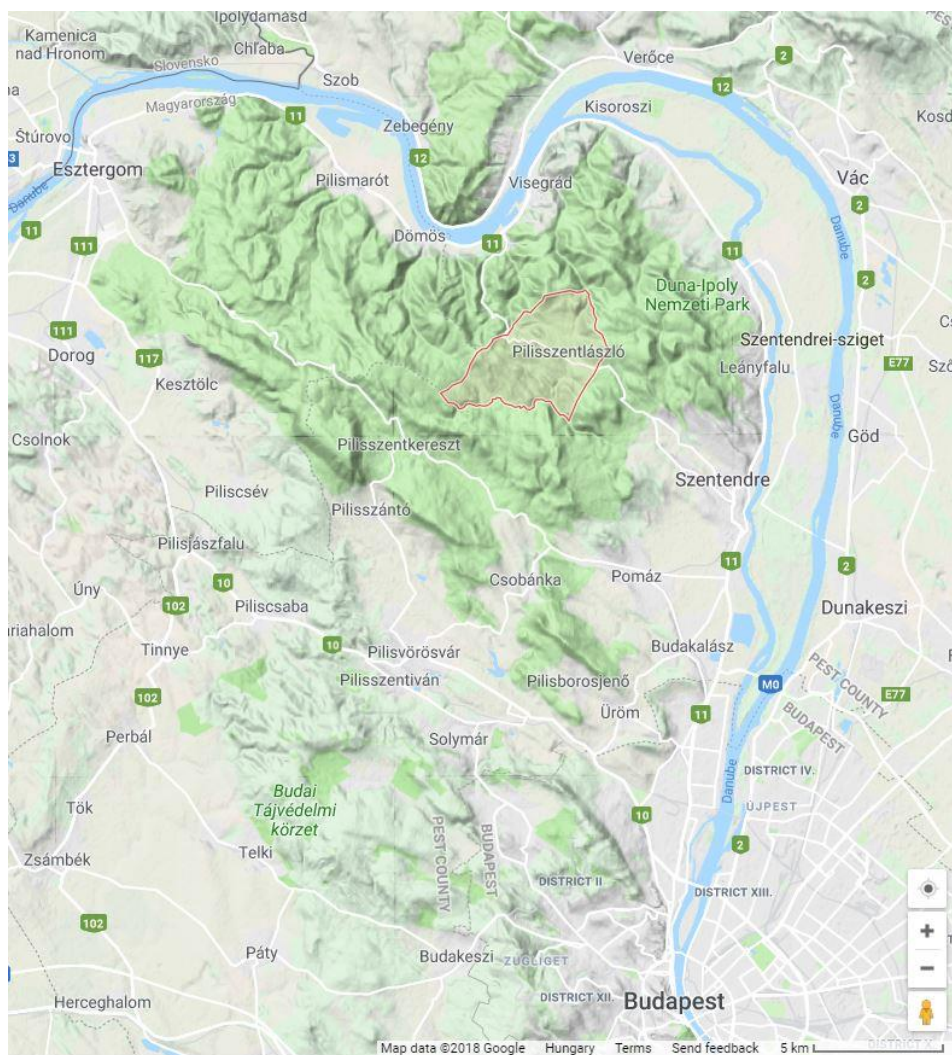 Ipolydamásd
Kamenica
nad Hronom
Chľaba
Verőce
2
Slovensko
Szob
12
Magyarország
Kisoroszi
11
Zebegény
Štúrovo
3
12
Esztergom
Pilismarót
Visegrád
Vác
Danube
2
Dömös
11
Danube
11
111
11
11
2
Duna-Ipoly
Nemzeti Park
111
Szentendrei-sziget
Pilisszentlászló
Dorog
117
Leányfalu
E77
Kesztölc
Danube
Csolnok
Pilisszentkereszt
Göd
Szentendre
Piliscsév
Pilisszántó
Pilisjászfalu
11
2
10
Csobánka
Pomáz
Úny
102
Piliscsaba
Dunakeszi
Tinnye
10
Pilisvörösvár
Budakalász
PEST COUNTY
Pilisszentiván
Pilisborosjenő
M0
102
E77
Üröm
11
BUDAPEST
Perbál
Solymár
Danube
DISTRICT IV.
Budai
Tájvédelmi
körzet
Tök
ÚJPEST
10
PEST COUNTY
BUDAPEST
2
Zsámbék
Telki
DISTRICT II
DISTRICT XIII.
102
Páty
Budakeszi
ZUGLIGET
DISTRICT XII.
Budapest
Herceghalom
DISTRICT X.
Map data ©2018 Google Hungary Terms Send feedback 5 km